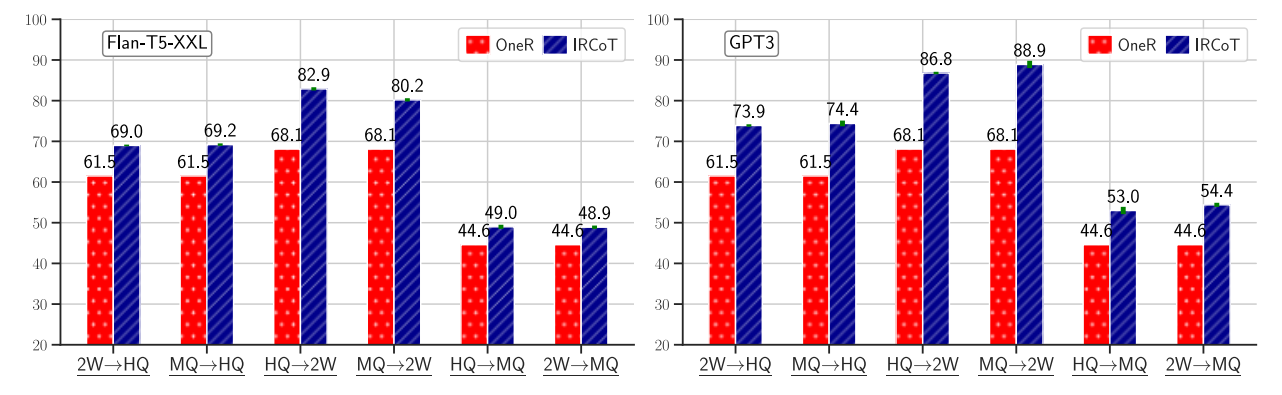 Flan-T5-XXL
OneR IRCoT
100
90
80
70
60
50
40
30
20
61.5 69.0 61.5 69.2 68.1 82.9 68.1 80.2 44.6 49.0 44.6 48.9
2W→HQ MQ→HQ HQ→2W MQ→2W HQ→MQ 2W→MQ
GPT3
OneR IRCoT
100
90
80
70
60
50
40
30
20
61.5 73.9 61.5 74.4 68.1 86.8 68.1 88.9 44.6 53.0 44.6 54.4
2W→HQ MQ→HQ HQ→2W MQ→2W HQ→MQ 2W→MQ